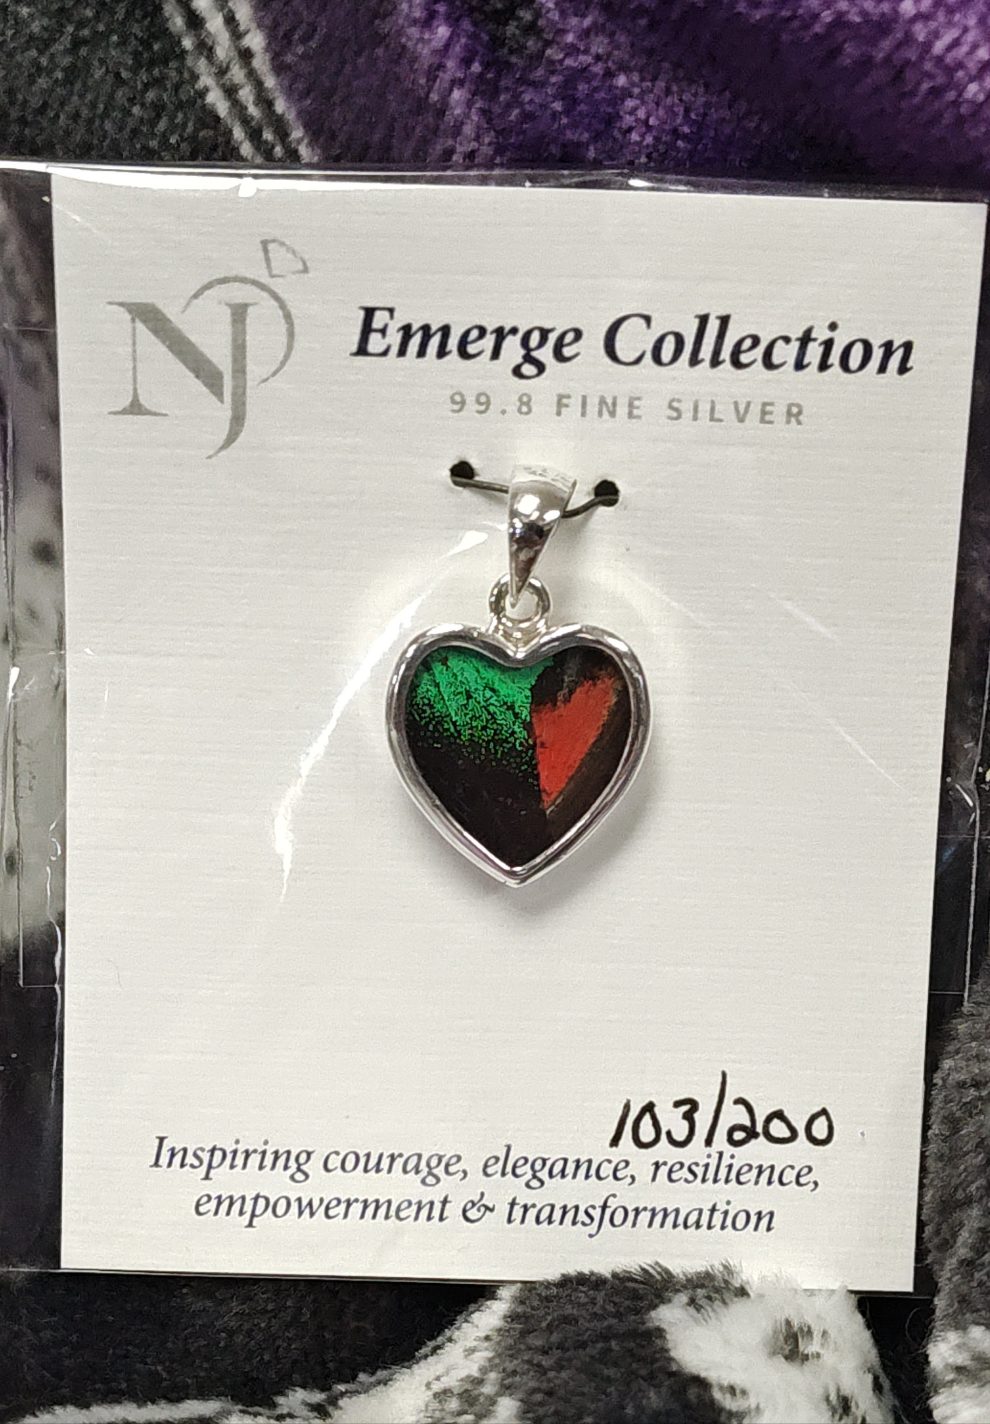 NJ
Emerge Collection
99.8 FINE SILVER
103/200
Inspiring courage, elegance, resilience,
empowerment & transformation